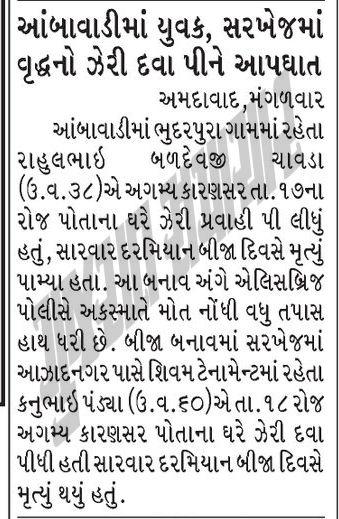 આંબાવાડીમાં યુવક, સરખેજમાં
વૃદ્ધનો ઝેરી દવા પીને આપઘાત
અમદાવાદ,મંગળવાર
આંબાવાડીમાં ભુદરપુરા ગામમાં રહેતા
રાહુલભાઇ બળદેવજી ચાવડા
(ઉ.વ.૩૮)એ અગમ્ય કારણસર તા.૧૭ના
રોજ પોતાના ઘરે ઝેરી પ્રવાહી પી લીધું
હતું, સારવાર દરમિયાન બીજા દિવસે મૃત્યું
પામ્યા હતા. આ બનાવ અંગે એલિસબ્રિજ
પોલીસે અકસ્માતે મોત નોંધી વધુ તપાસ
હાથ ધરી છે. બીજા બનાવમાં સરખેજમાં
આઝાદનગર પાસે શિવમ ટેનામેન્ટમાં રહેતા
કનુભાઇ પંડ્યા (ઉ.વ.૬૦)એ તા.૧૮ રોજ
અગમ્ય કારણસર પોતાના ઘરે ઝેરી દવા
પીધી હતી સારવાર દરમિયાન બીજા દિવસે
મૃત્યું થયું હતું.